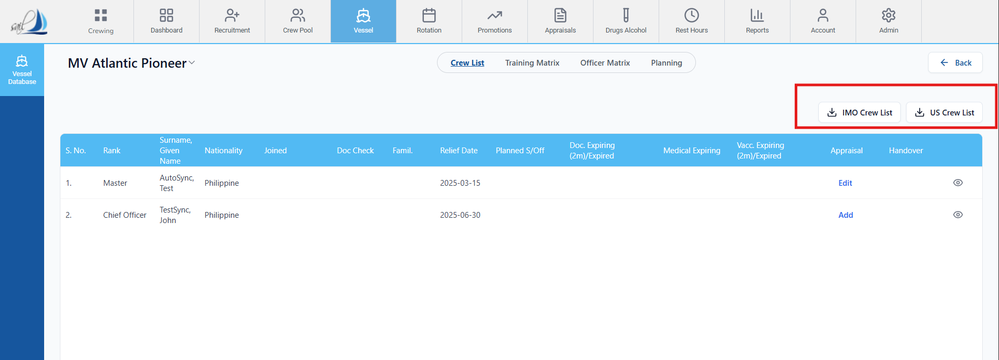 sail
Crewing
Dashboard
Recruitment
Crew Pool
Vessel
Rotation
Promotions
Appraisals
Drugs Alcohol
Rest Hours
Reports
Account
Admin
Vessel
Database
MV Atlantic Pioneer
Crew List
Training Matrix
Officer Matrix
Planning
Back
IMO Crew List
US Crew List
S. No.
Rank
Surname,
Given
Name
Nationality
Joined
Doc Check
Famil.
Relief Date
Planned S/Off
Doc. Expiring
(2m)/Expired
Medical Expiring
Vacc. Expiring
(2m)/Expired
Appraisal
Handover
1.
Master
AutoSync,
Test
Philippine
2025-03-15
Edit
2.
Chief Officer
TestSync,
John
Philippine
2025-06-30
Add